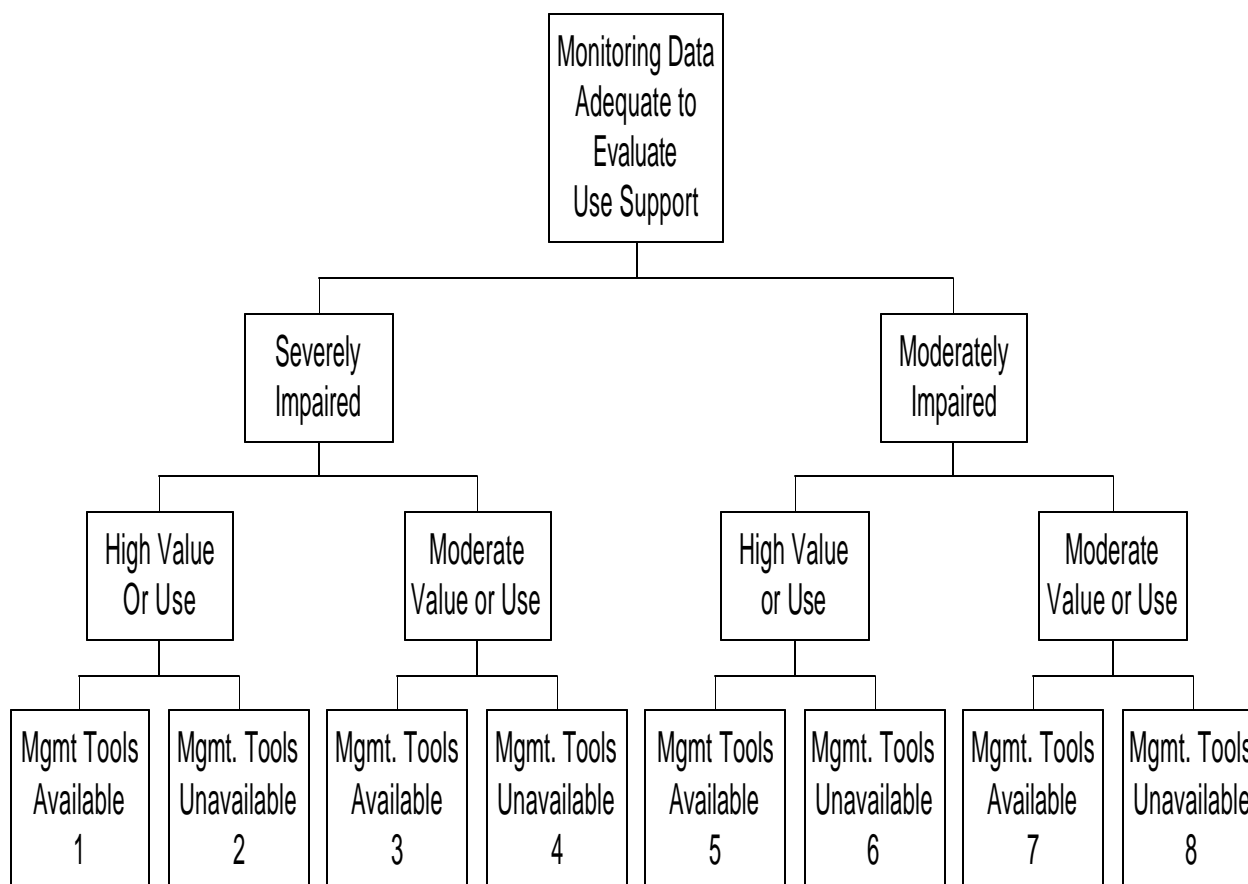 Monitoring Data
Adequate to
Evaluate
Use Support
Severely
Impaired
Moderately
Impaired
High Value
Or Use
Moderate
Value or Use
High Value
or Use
Moderate
Value or Use
Mgmt Tools
Available
1
Mgmt. Tools
Unavailable
2
Mgmt. Tools
Available
3
Mgmt. Tools
Unavailable
4
Mgmt Tools
Available
5
Mgmt. Tools
Unavailable
6
Mgmt. Tools
Available
7
Mgmt. Tools
Unavailable
8